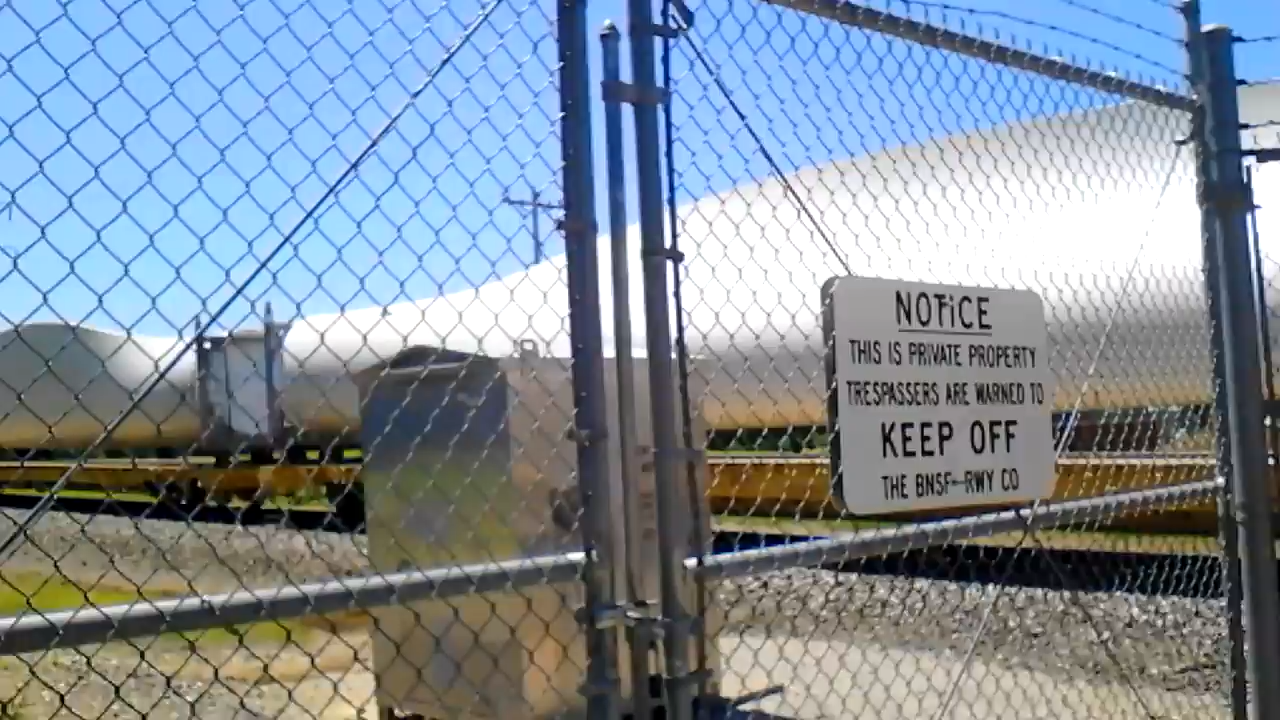 NOTICE
THIS IS PRIVATE PROPERTY
TRESPASSERS ARE WARNED TO
KEEP OFF
THE BNSF-RWY CO